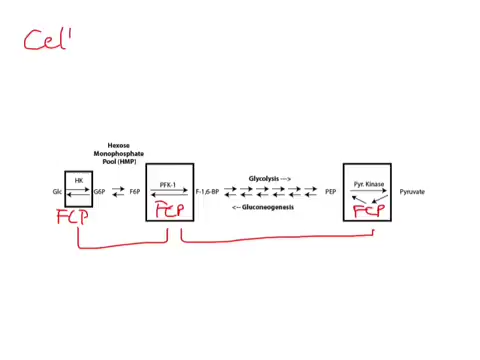 Cell
Hexose
Monophosphate
Pool (HMP)
HK
PFK-1
Glycolysis -->
Pyr. Kinase
Glc
G6P
F6P
F-1,6-BP
PEP
Pyruvate
<-- Gluconeogenesis
FCP
FCP
FCP